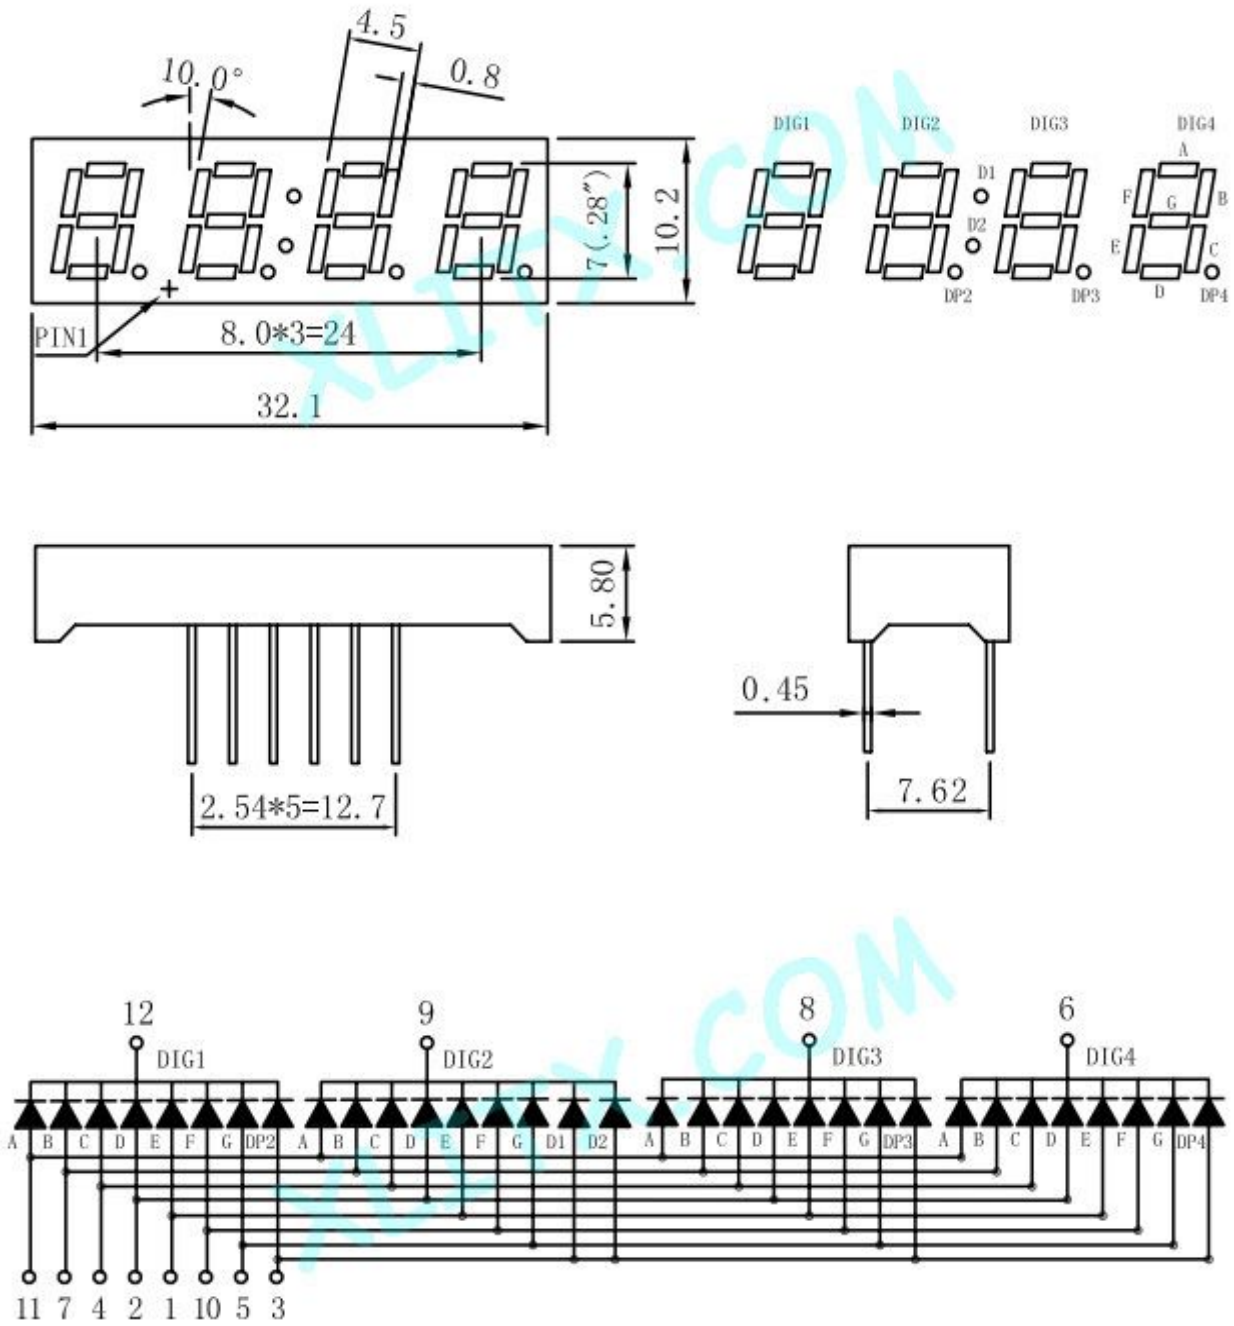 4.5
10.0°
0.8
7(.28")
10.2
PIN1
8.0*3=24
32.1
DIG1 DIG2 DIG3 DIG4
A
D1
F G B
D2
E C
D
DP2 DP3 DP4
XLITX.COM
5.80
2.54*5=12.7
0.45
7.62
12 9 8 6
DIG1 DIG2 DIG3 DIG4
A B C D E F G DP2 A B C D E F G D1 D2 A B C D E F G DP3 A B C D E F G DP4
XLITX.COM
11 7 4 2 1 10 5 3